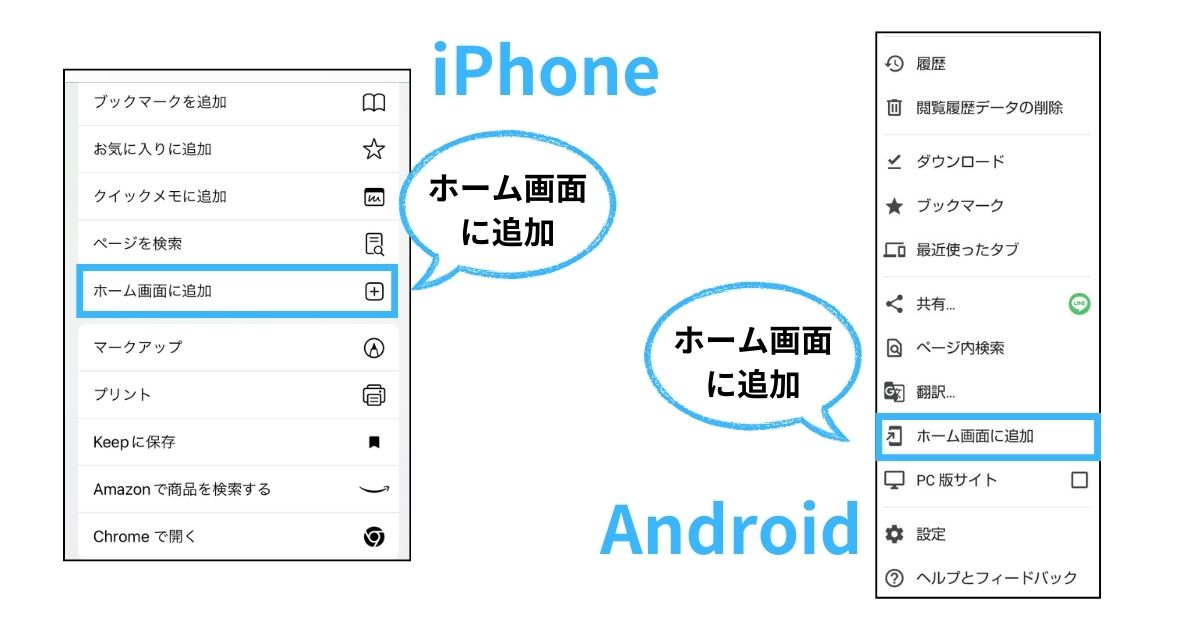 iPhone
ブックマークを追加
お気に入りに追加
クイックメモに追加
ページを検索
ホーム画面に追加
マークアップ
プリント
Keepに保存
Amazonで商品を検索する
Chromeで開く
ホーム画面
に追加
履歴
閲覧履歴データの削除
ダウンロード
ブックマーク
最近使ったタブ
共有...
LINE
ページ内検索
翻訳...
ホーム画面に追加
PC 版サイト
設定
ヘルプとフィードバック
ホーム画面
に追加
Android